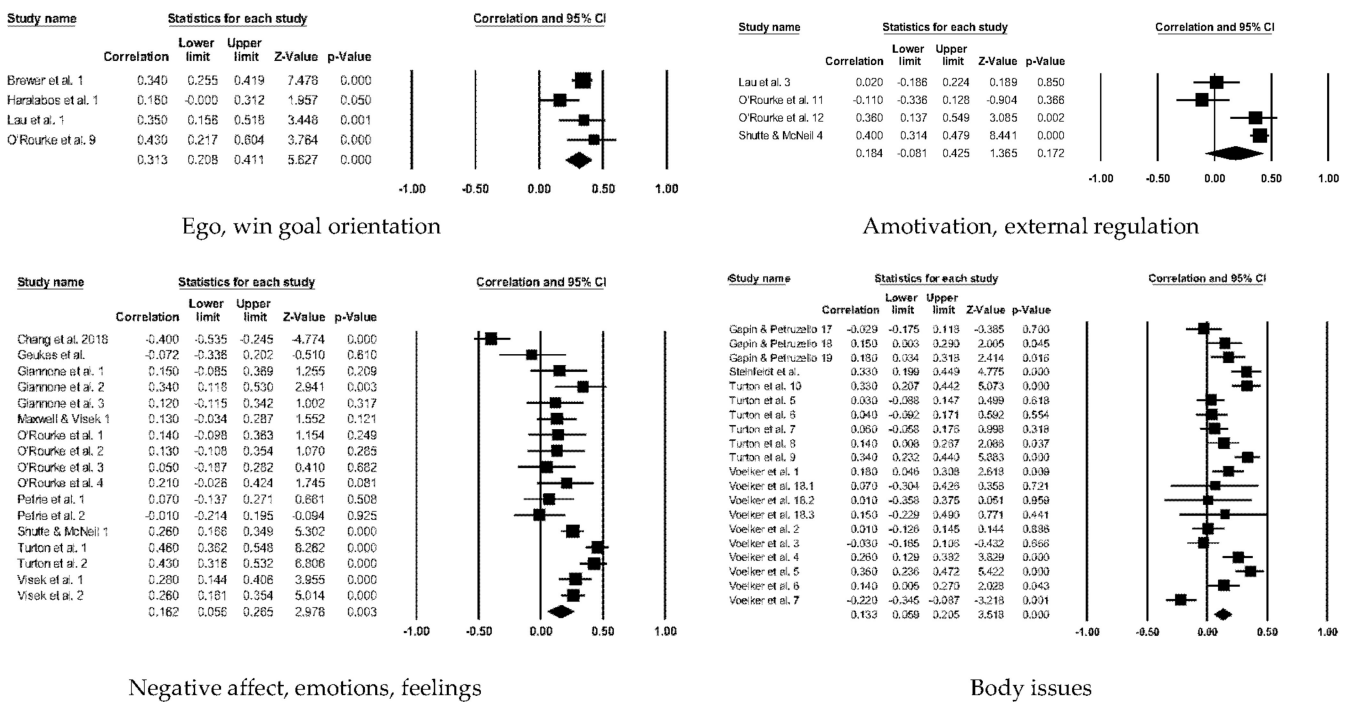 Study name Statistics for each study Correlation and 95% CI
Correlation Lower limit Upper limit Z-Value p-Value
Brewer et al. 1 0.340 0.255 0.419 7.478 0.000
Haralabos et al. 1 0.160 -0.000 0.312 1.957 0.050
Lau et al. 1 0.350 0.156 0.518 3.448 0.001
O'Rourke et al. 9 0.430 0.217 0.604 3.764 0.000
0.313 0.208 0.411 5.627 0.000
-1.00 -0.50 0.00 0.50 1.00
Ego, win goal orientation
Study name Statistics for each study Correlation and 95% CI
Correlation Lower limit Upper limit Z-Value p-Value
Lau et al. 3 0.020 -0.186 0.224 0.189 0.850
O'Rourke et al. 11 -0.110 -0.336 0.128 -0.904 0.366
O'Rourke et al. 12 0.360 0.137 0.549 3.085 0.002
Shutte & McNeil 4 0.400 0.314 0.479 8.441 0.000
0.184 -0.081 0.425 1.365 0.172
-1.00 -0.50 0.00 0.50 1.00
Amotivation, external regulation
Study name Statistics for each study Correlation and 95% CI
Correlation Lower limit Upper limit Z-Value p-Value
Chang et al. 2018 -0.400 -0.535 -0.245 -4.774 0.000
Geukes et al. -0.072 -0.336 0.202 -0.510 0.610
Giannone et al. 1 0.150 -0.085 0.369 1.255 0.209
Giannone et al. 2 0.340 0.116 0.530 2.941 0.003
Giannone et al. 3 0.120 -0.115 0.342 1.002 0.317
Maxwell & Visek 1 0.130 -0.034 0.287 1.552 0.121
O'Rourke et al. 1 0.140 -0.098 0.363 1.154 0.249
O'Rourke et al. 2 0.130 -0.108 0.354 1.070 0.285
O'Rourke et al. 3 0.050 -0.187 0.282 0.410 0.682
O'Rourke et al. 4 0.210 -0.026 0.424 1.745 0.081
Petrie et al. 1 0.070 -0.137 0.271 0.661 0.508
Petrie et al. 2 -0.010 -0.214 0.195 -0.094 0.925
Shutte & McNeil 1 0.260 0.166 0.349 5.302 0.000
Turton et al. 1 0.460 0.362 0.548 8.262 0.000
Turton et al. 2 0.430 0.316 0.532 6.806 0.000
Visek et al. 1 0.280 0.144 0.406 3.955 0.000
Visek et al. 2 0.260 0.161 0.354 5.014 0.000
0.162 0.056 0.265 2.976 0.003
-1.00 -0.50 0.00 0.50 1.00
Negative affect, emotions, feelings
Study name Statistics for each study Correlation and 95% CI
Correlation Lower limit Upper limit Z-Value p-Value
Gapin & Petruzello 17 -0.029 -0.175 0.118 -0.385 0.700
Gapin & Petruzello 18 0.150 0.003 0.290 2.005 0.045
Gapin & Petruzello 19 0.180 0.034 0.318 2.414 0.016
Steinfeldt et al. 0.330 0.199 0.449 4.775 0.000
Turton et al. 10 0.330 0.207 0.442 5.073 0.000
Turton et al. 5 0.030 -0.088 0.147 0.499 0.618
Turton et al. 6 0.040 -0.092 0.171 0.592 0.554
Turton et al. 7 0.060 -0.058 0.176 0.998 0.318
Turton et al. 8 0.140 0.008 0.267 2.086 0.037
Turton et al. 9 0.340 0.232 0.440 5.883 0.000
Voelker et al. 1 0.180 0.046 0.308 2.618 0.009
Voelker et al. 18.1 0.070 -0.304 0.426 0.358 0.721
Voelker et al. 18.2 0.010 -0.358 0.375 0.051 0.959
Voelker et al. 18.3 0.150 -0.229 0.490 0.771 0.441
Voelker et al. 2 0.010 -0.126 0.145 0.144 0.886
Voelker et al. 3 -0.030 -0.165 0.106 -0.432 0.666
Voelker et al. 4 0.260 0.129 0.382 3.829 0.000
Voelker et al. 5 0.360 0.236 0.472 5.422 0.000
Voelker et al. 6 0.140 0.005 0.270 2.028 0.043
Voelker et al. 7 -0.220 -0.345 -0.087 -3.218 0.001
0.133 0.059 0.205 3.518 0.000
-1.00 -0.50 0.00 0.50 1.00
Body issues